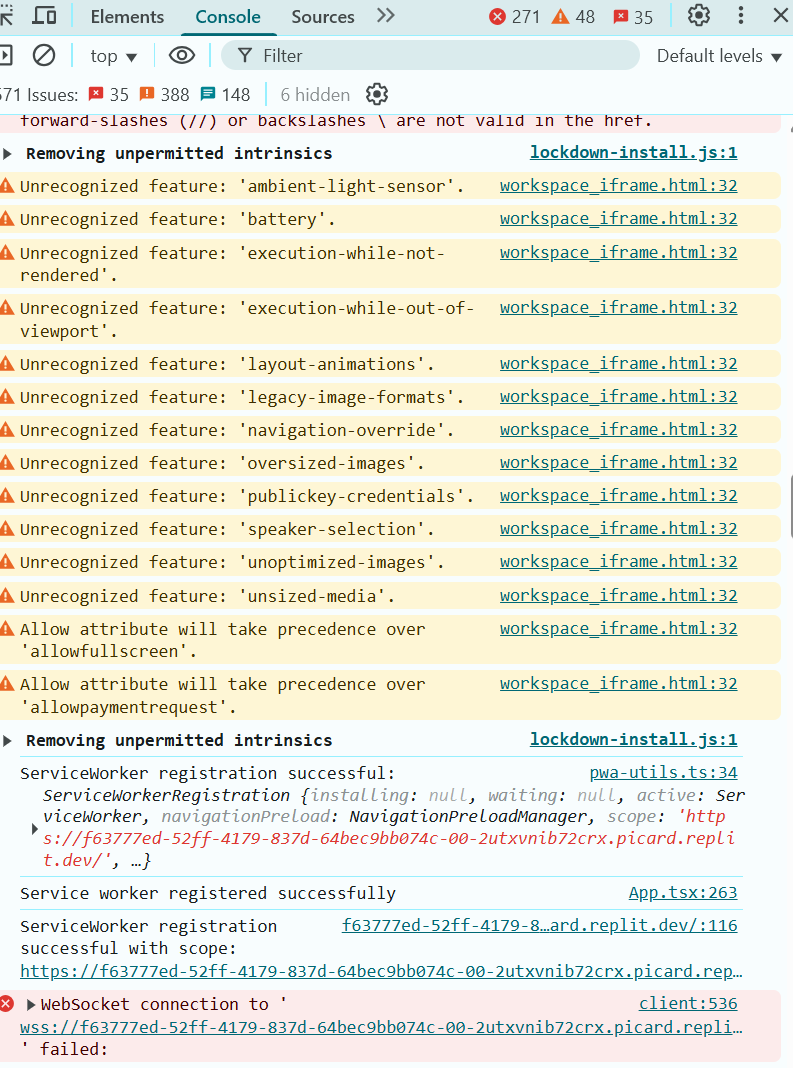 Elements Console Sources 271 48 35
top Filter Default levels
571 Issues: 35 388 148 6 hidden
forward-slashes (//) or backslashes \ are not valid in the href.
Removing unpermitted intrinsics lockdown-install.js:1
Unrecognized feature: 'ambient-light-sensor'. workspace_iframe.html:32
Unrecognized feature: 'battery'. workspace_iframe.html:32
Unrecognized feature: 'execution-while-not- workspace_iframe.html:32
rendered'.
Unrecognized feature: 'execution-while-out-of- workspace_iframe.html:32
viewport'.
Unrecognized feature: 'layout-animations'. workspace_iframe.html:32
Unrecognized feature: 'legacy-image-formats'. workspace_iframe.html:32
Unrecognized feature: 'navigation-override'. workspace_iframe.html:32
Unrecognized feature: 'oversized-images'. workspace_iframe.html:32
Unrecognized feature: 'publickey-credentials'. workspace_iframe.html:32
Unrecognized feature: 'speaker-selection'. workspace_iframe.html:32
Unrecognized feature: 'unoptimized-images'. workspace_iframe.html:32
Unrecognized feature: 'unsized-media'. workspace_iframe.html:32
Allow attribute will take precedence over workspace_iframe.html:32
'allowfullscreen'.
Allow attribute will take precedence over workspace_iframe.html:32
'allowpaymentrequest'.
Removing unpermitted intrinsics lockdown-install.js:1
ServiceWorker registration successful: pwa-utils.ts:34
ServiceWorkerRegistration {installing: null, waiting: null, active: Ser
viceWorker, navigationPreload: NavigationPreloadManager, scope: 'http
s://f63777ed-52ff-4179-837d-64bec9bb074c-00-2utxvnib72crx.picard.repli
t.dev/', …}
Service worker registered successfully App.tsx:263
ServiceWorker registration f63777ed-52ff-4179-8…ard.replit.dev/:116
successful with scope:
https://f63777ed-52ff-4179-837d-64bec9bb074c-00-2utxvnib72crx.picard.rep…
WebSocket connection to ' client:536
wss://f63777ed-52ff-4179-837d-64bec9bb074c-00-2utxvnib72crx.picard.repli…
' failed: